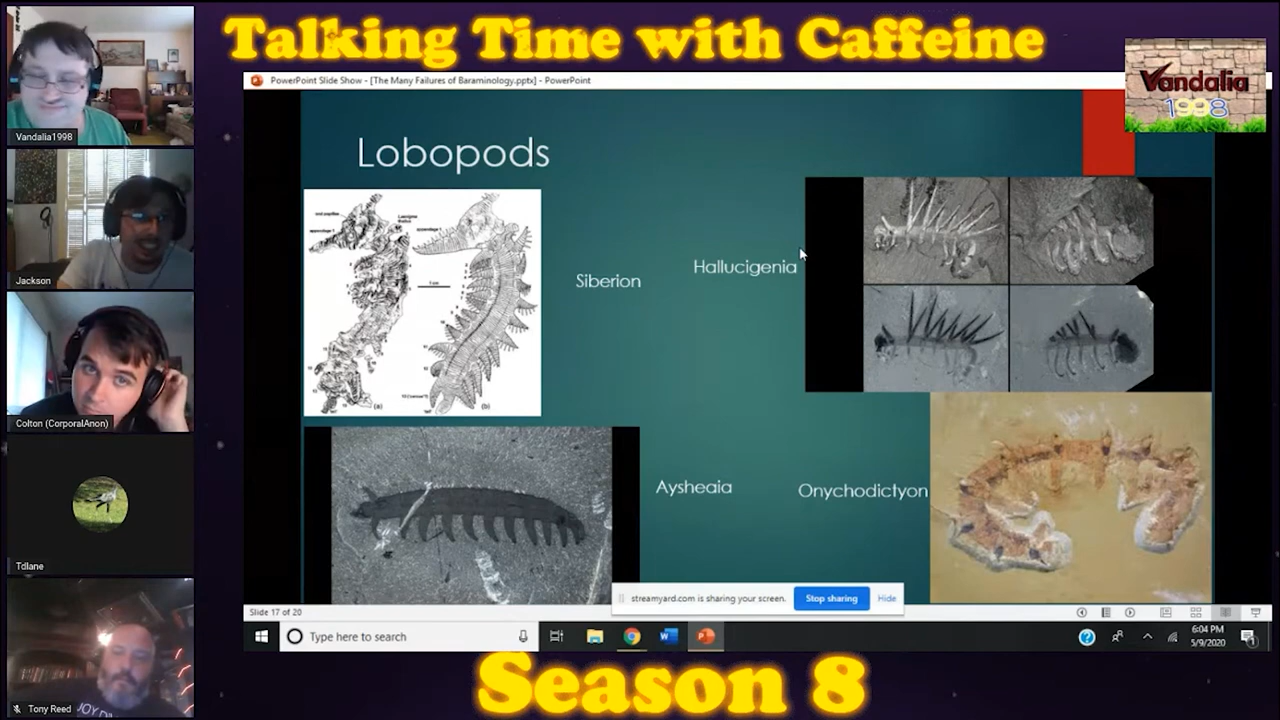 Talking Time with Caffeine
Vandalia
1998
PowerPoint Slide Show - [The Many Failures of Baraminology.pptx] - PowerPoint
Lobopods
(a)
(b)
Siberion
Hallucigenia
Aysheaia
Onychodictyon
streamyard.com is sharing your screen.
Stop sharing
Hide
Slide 17 of 20
Type here to search
6:04 PM
5/9/2020
Vandalia1998
Jackson
Colton (CorporalAnon)
Tdlane
Tony Reed
Season 8